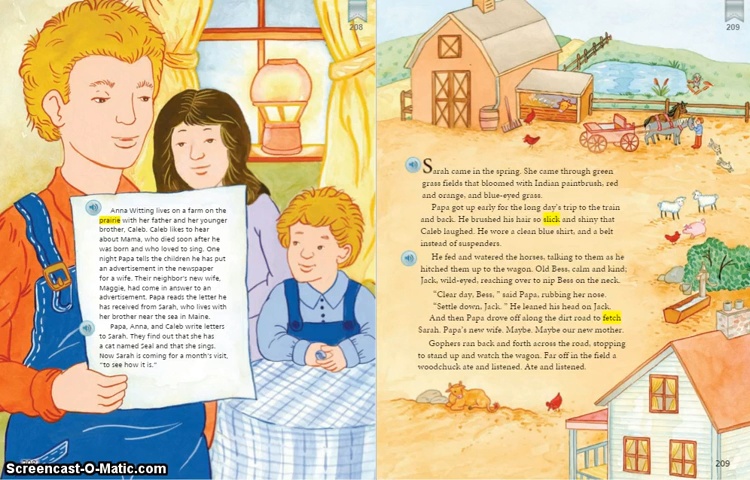 208
Anna Witting lives on a farm on the
prairie with her father and her younger
brother, Caleb. Caleb likes to hear
about Mama, who died soon after he
was born and who loved to sing. One
night Papa tells the children he has put
an advertisement in the newspaper
for a wife. Their neighbor's new wife,
Maggie, had come in answer to an
advertisement. Papa reads the letter he
has received from Sarah, who lives with
her brother near the sea in Maine.
Papa, Anna, and Caleb write letters
to Sarah. They find out that she has
a cat named Seal and that she sings.
Now Sarah is coming for a month's visit,
"to see how it is."
Screencast-O-Matic.com
209
Sarah came in the spring. She came through green
grass fields that bloomed with Indian paintbrush, red
and orange, and blue-eyed grass.
Papa got up early for the long day's trip to the train
and back. He brushed his hair so slick and shiny that
Caleb laughed. He wore a clean blue shirt, and a belt
instead of suspenders.
He fed and watered the horses, talking to them as he
hitched them up to the wagon. Old Bess, calm and kind;
Jack, wild-eyed, reaching over to nip Bess on the neck.
"Clear day, Bess," said Papa, rubbing her nose.
"Settle down, Jack." He leaned his head on Jack.
And then Papa drove off along the dirt road to fetch
Sarah. Papa's new wife. Maybe. Maybe our new mother.
Gophers ran back and forth across the road, stopping
to stand up and watch the wagon. Far off in the field a
woodchuck ate and listened. Ate and listened.
209